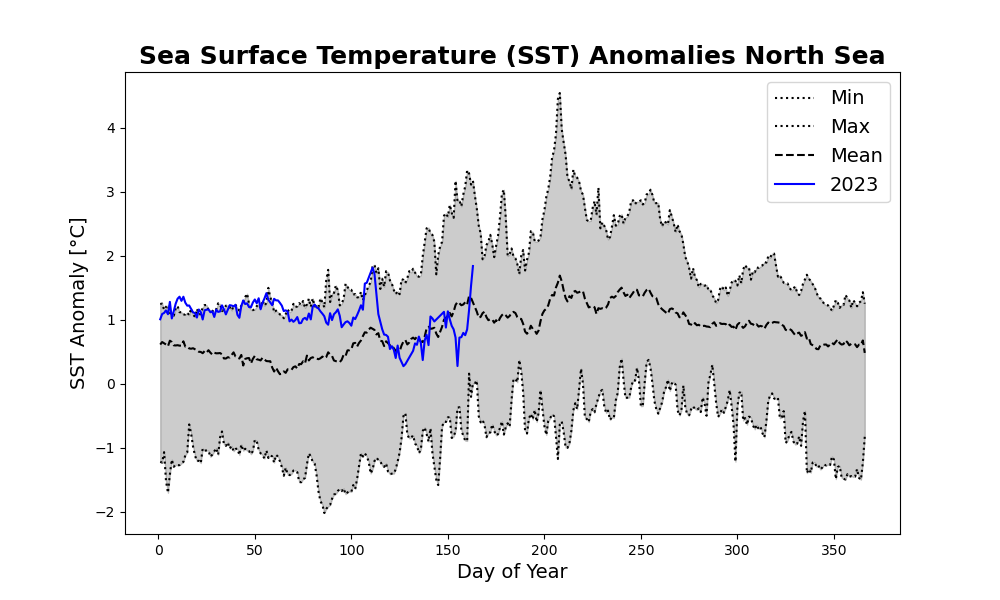 Sea Surface Temperature (SST) Anomalies North Sea
Min
Max
Mean
2023
SST Anomaly [°C]
4
3
2
1
0
−1
−2
0 50 100 150 200 250 300 350
Day of Year